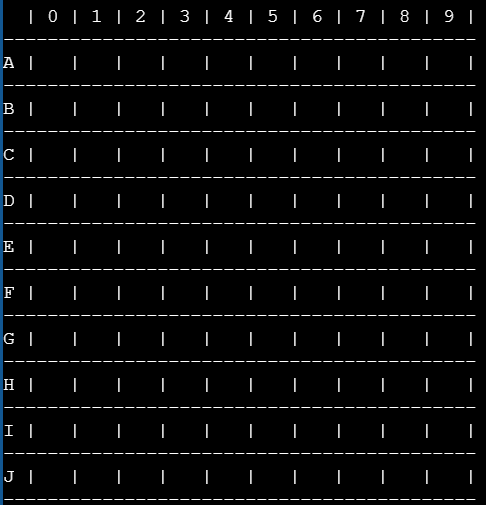 | 0 | 1 | 2 | 3 | 4 | 5 | 6 | 7 | 8 | 9 |
-------------------------------------------
A |   |   |   |   |   |   |   |   |   |   |
-------------------------------------------
B |   |   |   |   |   |   |   |   |   |   |
-------------------------------------------
C |   |   |   |   |   |   |   |   |   |   |
-------------------------------------------
D |   |   |   |   |   |   |   |   |   |   |
-------------------------------------------
E |   |   |   |   |   |   |   |   |   |   |
-------------------------------------------
F |   |   |   |   |   |   |   |   |   |   |
-------------------------------------------
G |   |   |   |   |   |   |   |   |   |   |
-------------------------------------------
H |   |   |   |   |   |   |   |   |   |   |
-------------------------------------------
I |   |   |   |   |   |   |   |   |   |   |
-------------------------------------------
J |   |   |   |   |   |   |   |   |   |   |
-------------------------------------------